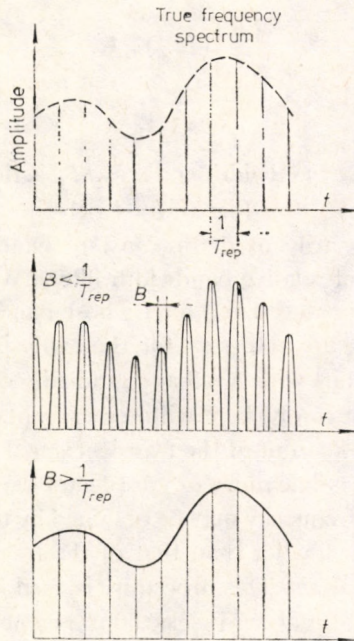 True frequency
spectrum
Amplitude
t
1
T_rep
B ≤ 1/T_rep
B
t
B > 1/T_rep
t